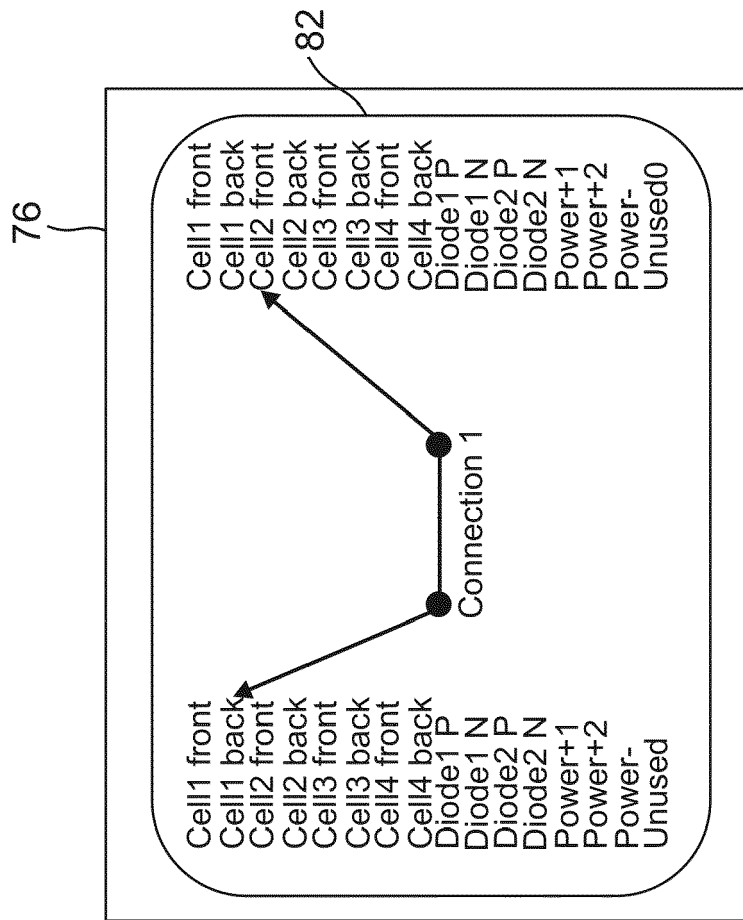 76
82
Cell1 front
Cell1 back
Cell2 front
Cell2 back
Cell3 front
Cell3 back
Cell4 front
Cell4 back
Diode1 P
Diode1 N
Diode2 P
Diode2 N
Power+1
Power+2
Power-
Unused
Connection 1
Cell1 front
Cell1 back
Cell2 front
Cell2 back
Cell3 front
Cell3 back
Cell4 front
Cell4 back
Diode1 P
Diode1 N
Diode2 P
Diode2 N
Power+1
Power+2
Power-
Unused0